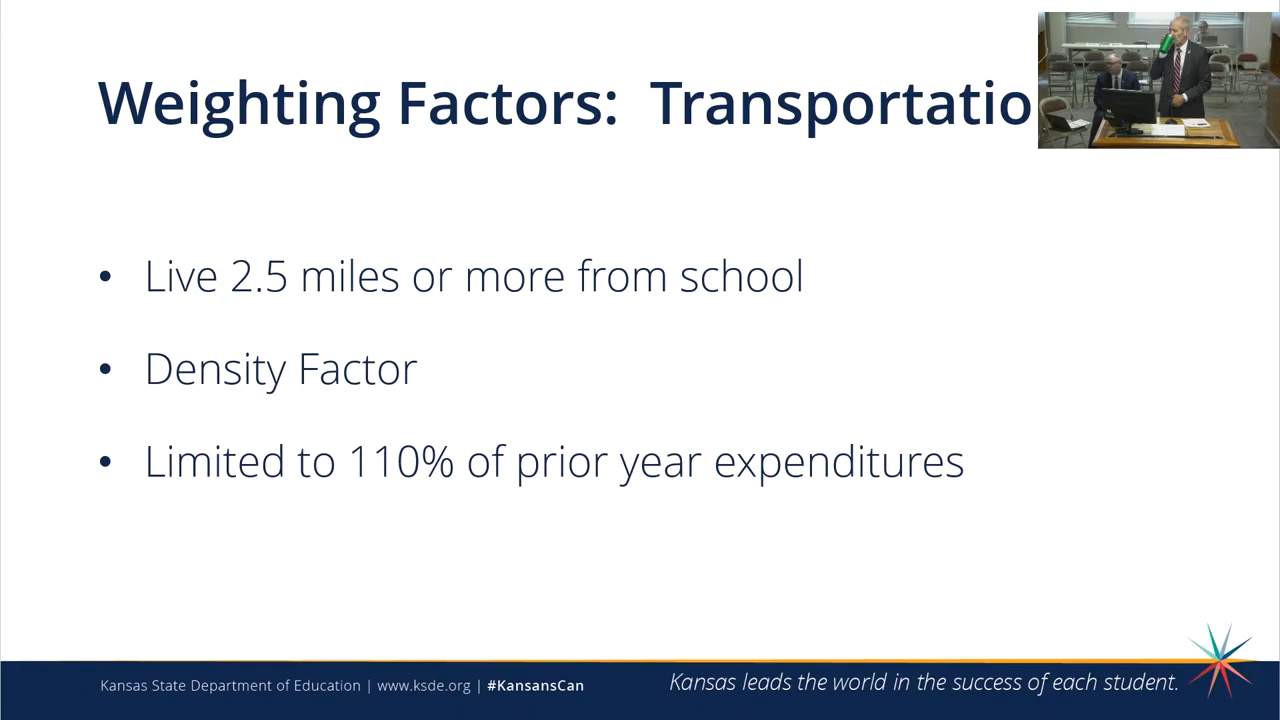 Weighting Factors: Transportatio
• Live 2.5 miles or more from school
• Density Factor
• Limited to 110% of prior year expenditures
Kansas State Department of Education | www.ksde.org | #KansansCan
Kansas leads the world in the success of each student.